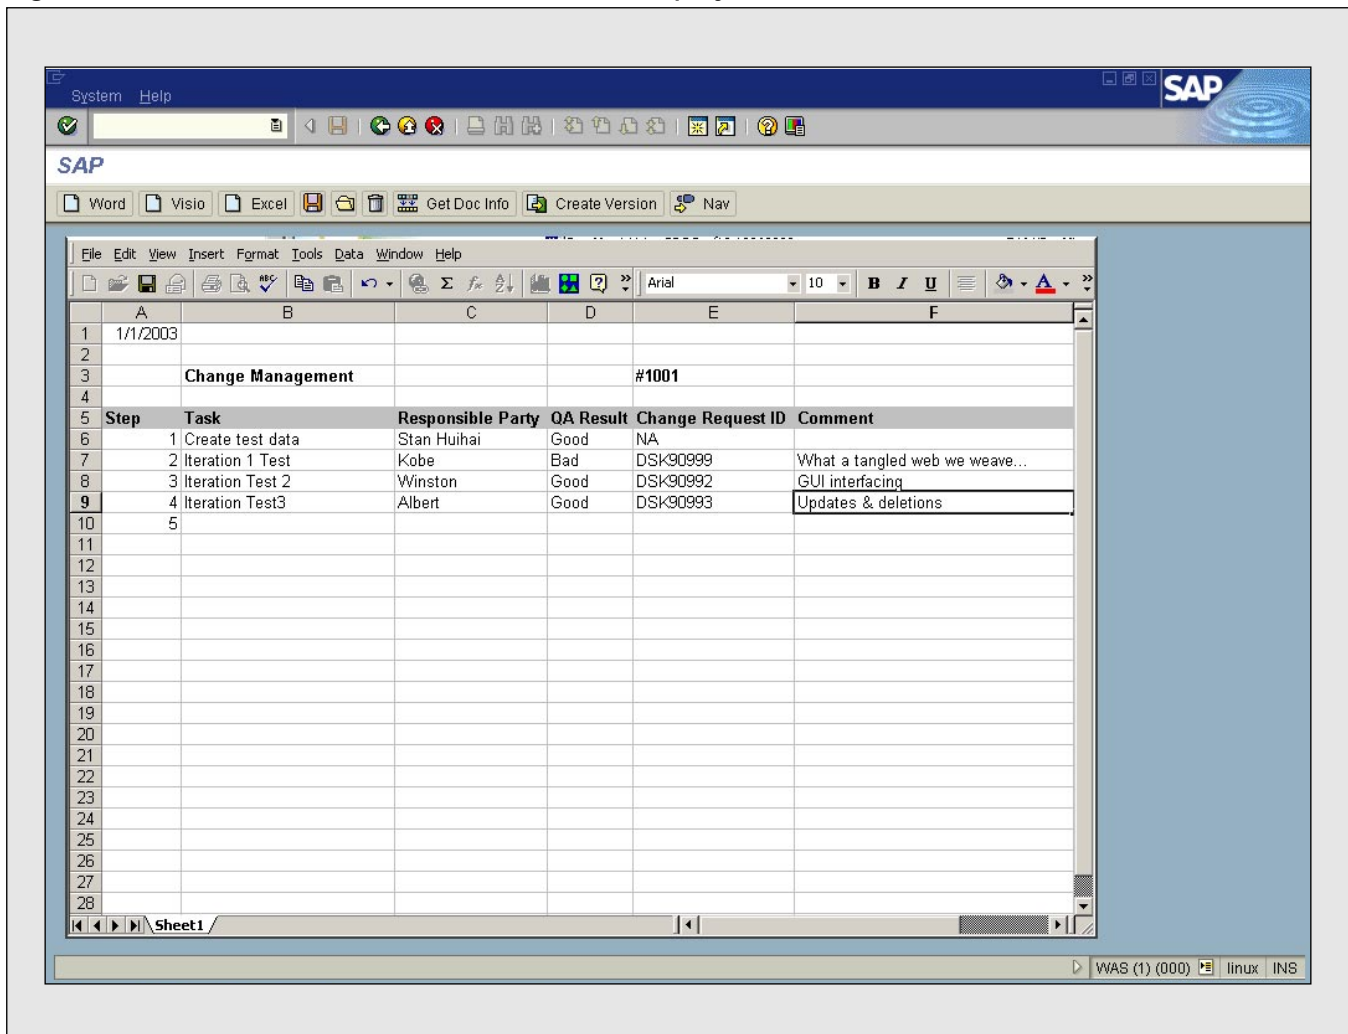 System Help
SAP
SAP
Word Visio Excel Get Doc Info Create Version Nav
File Edit View Insert Format Tools Data Window Help
ABC Σ fx Arial 10 B I U A
A B C D E F
1 1/1/2003
2
3 Change Management #1001
4
5 Step Task Responsible Party QA Result Change Request ID Comment
6 1 Create test data Stan Huihai Good NA
7 2 Iteration 1 Test Kobe Bad DSK90999 What a tangled web we weave...
8 3 Iteration Test 2 Winston Good DSK90992 GUI interfacing
9 4 Iteration Test3 Albert Good DSK90993 Updates & deletions
10 5
11
12
13
14
15
16
17
18
19
20
21
22
23
24
25
26
27
28
Sheet1
WAS (1) (000) linux INS